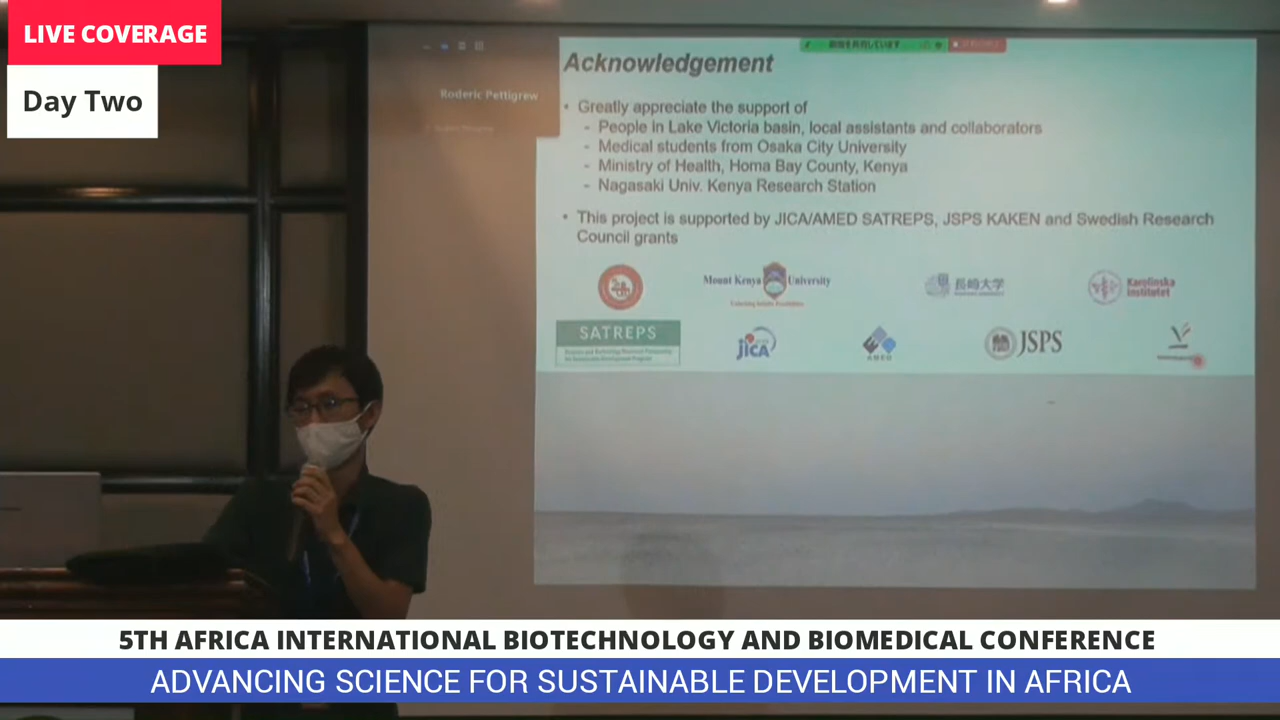 LIVE COVERAGE
Day Two
Roderic Pettigrew
Acknowledgement
• Greatly appreciate the support of
- People in Lake Victoria basin, local assistants and collaborators
- Medical students from Osaka City University
- Ministry of Health, Homa Bay County, Kenya
- Nagasaki Univ. Kenya Research Station
• This project is supported by JICA/AMED SATREPS, JSPS KAKEN and Swedish Research
Council grants
Mount Kenya University
長崎大学
Karolinska
Institutet
SATREPS
jICA
AMED
JSPS
5TH AFRICA INTERNATIONAL BIOTECHNOLOGY AND BIOMEDICAL CONFERENCE
ADVANCING SCIENCE FOR SUSTAINABLE DEVELOPMENT IN AFRICA